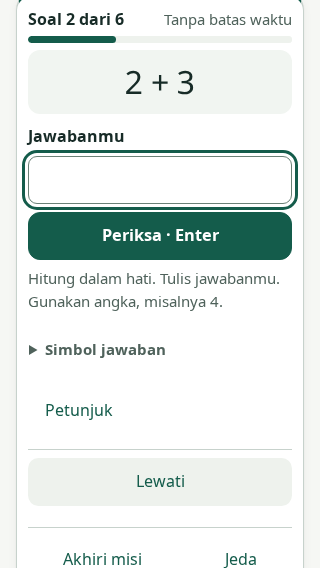 Soal 2 dari 6
Tanpa batas waktu
2 + 3
Jawabanmu
Periksa · Enter
Hitung dalam hati. Tulis jawabanmu.
Gunakan angka, misalnya 4.
Simbol jawaban
Petunjuk
Lewati
Akhiri misi
Jeda